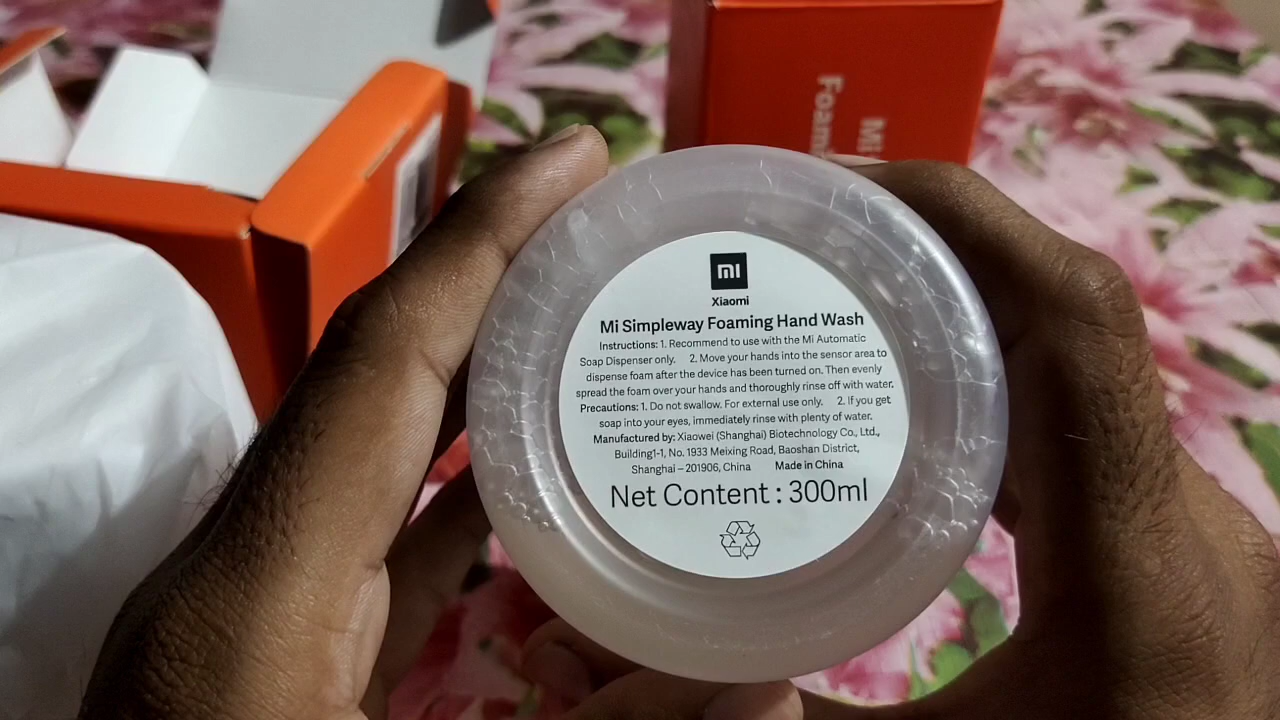 Mi
Foami
mi
Xiaomi
Mi Simpleway Foaming Hand Wash
Instructions: 1. Recommend to use with the Mi Automatic
Soap Dispenser only. 2. Move your hands into the sensor area to
dispense foam after the device has been turned on. Then evenly
spread the foam over your hands and thoroughly rinse off with water.
Precautions: 1. Do not swallow. For external use only. 2. If you get
soap into your eyes, immediately rinse with plenty of water.
Manufactured by: Xiaowei (Shanghai) Biotechnology Co., Ltd.,
Building1-1, No. 1933 Meixing Road, Baoshan District,
Shanghai – 201906, China Made in China
Net Content : 300ml